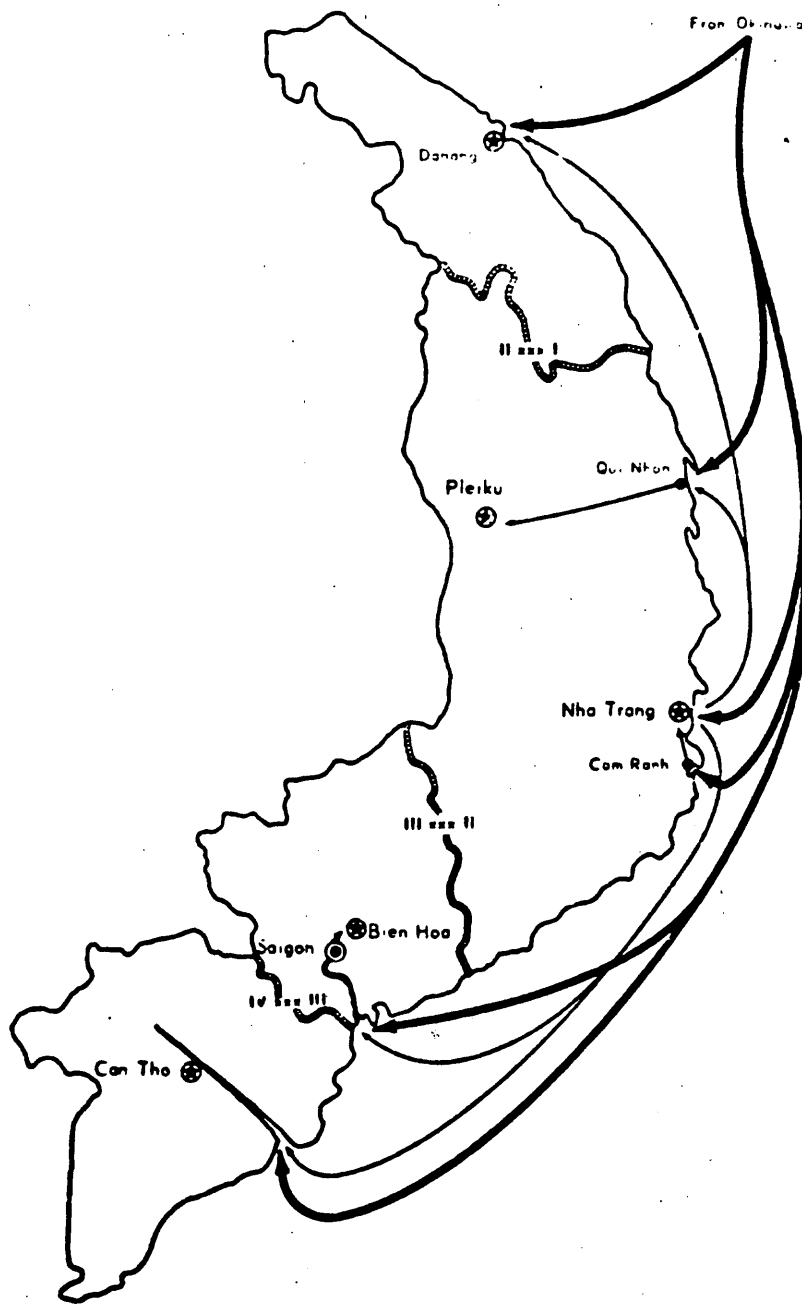 From Okinawa
Danang
II xxx I
Qui Nhon
Pleiku
Nha Trang
Cam Ranh
III xxx II
Bien Hoa
Saigon
IV xxx III
Can Tho